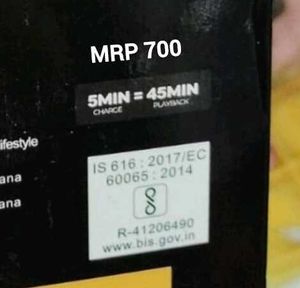 MRP 700
5MIN = 45MIN
CHARGE PLAYBACK
ifestyle
ana
ana
IS 616 : 2017/EC
60065 : 2014
R-41206490
www.bis.gov.in